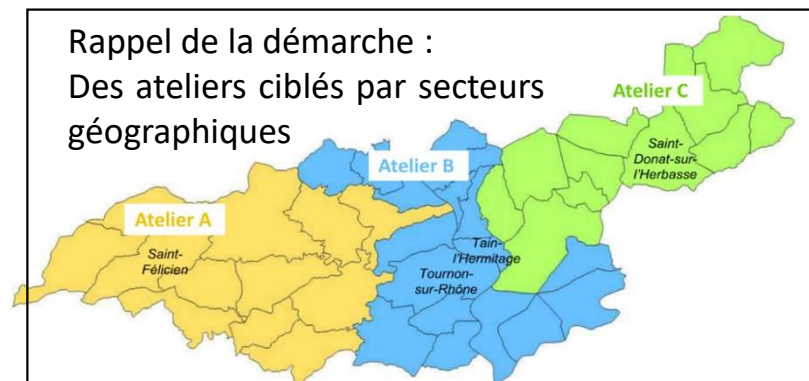 Rappel de la démarche :
Des ateliers ciblés par secteurs
géographiques
Atelier C
Saint-
Donat-sur-
l'Herbasse
Atelier B
Atelier A
Saint-
Félicien
Tain-
l'Hermitage
Tournon-
sur-Rhône